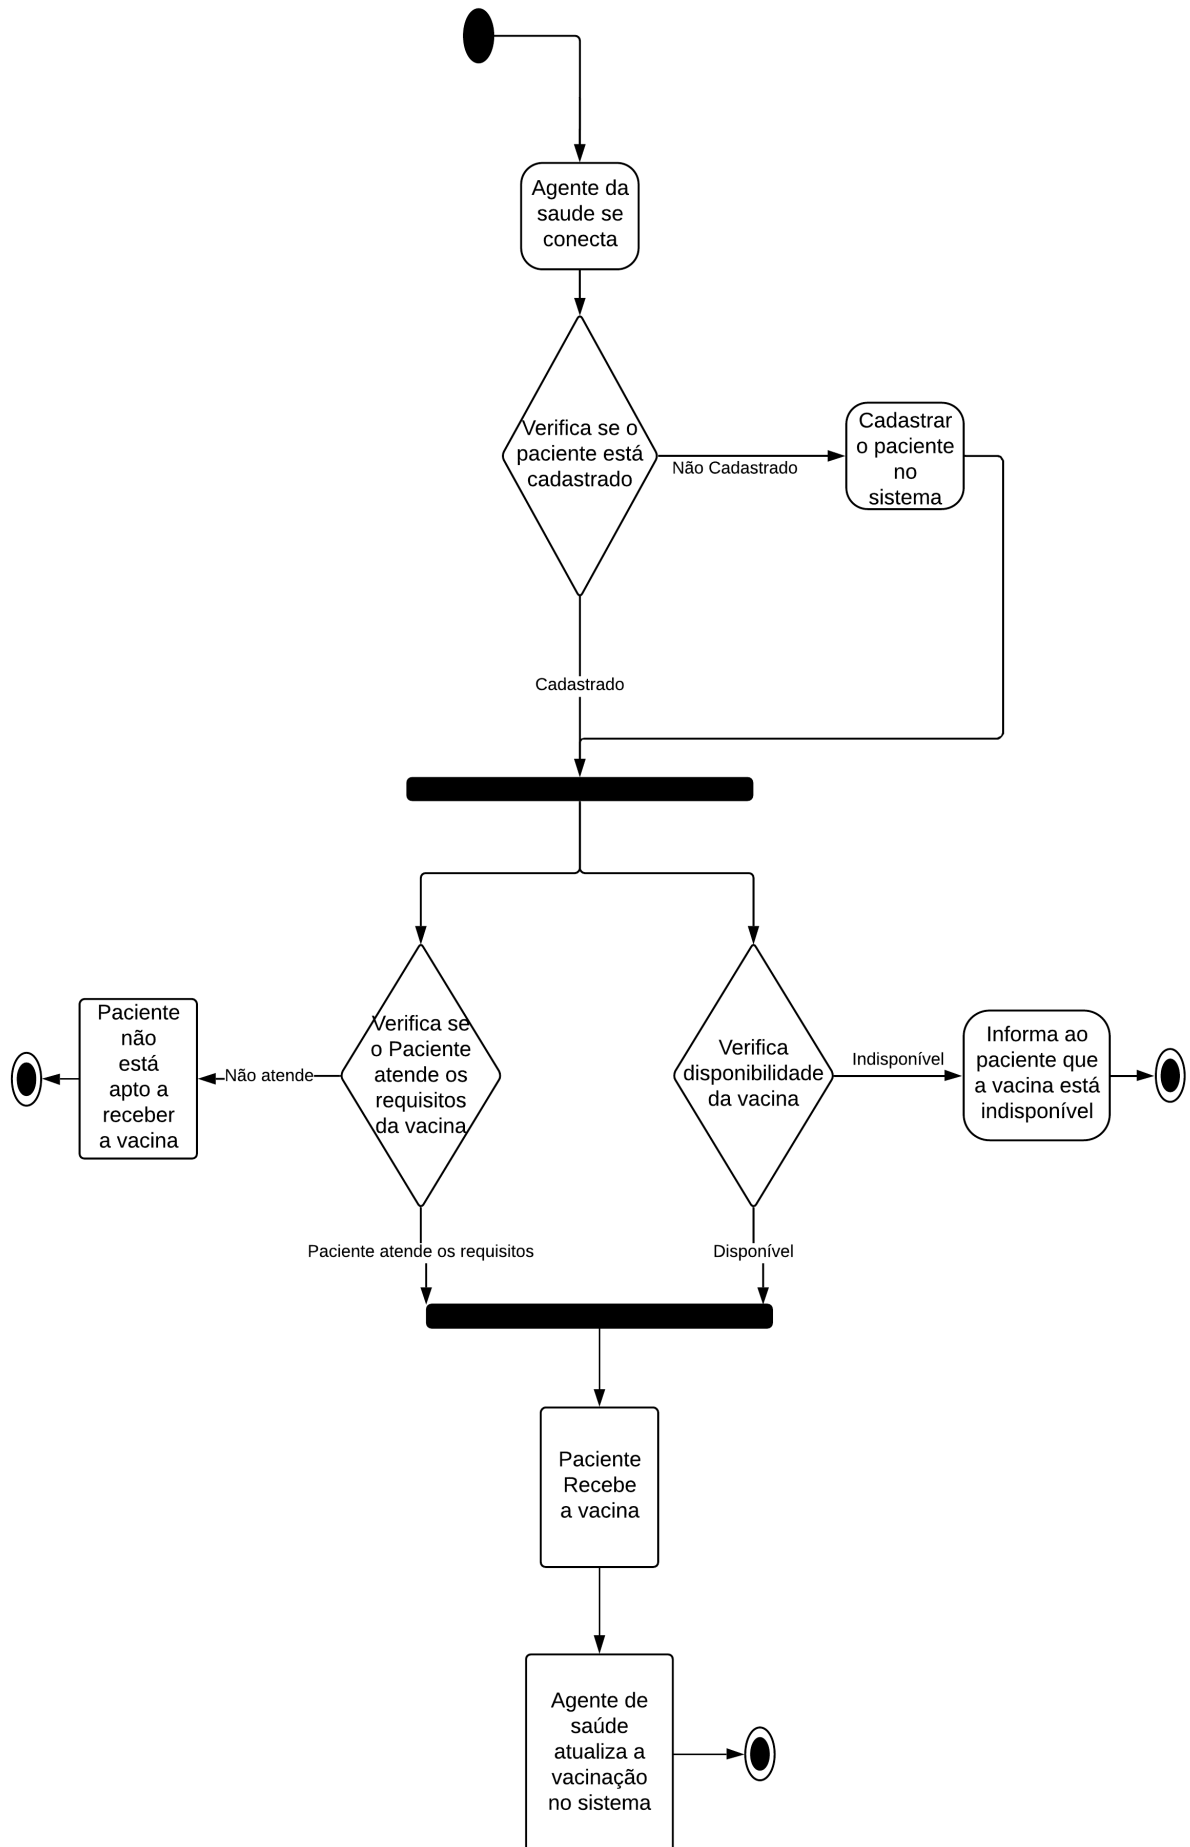 Agente da
saude se
conecta
Verifica se o
paciente está
cadastrado
Não Cadastrado
Cadastrar
o paciente
no
sistema
Cadastrado
Paciente
não
está
apto a
receber
a vacina
Não atende
Verifica se
o Paciente
atende os
requisitos
da vacina
Verifica
disponibilidade
da vacina
Indisponível
Informa ao
paciente que
a vacina está
indisponível
Paciente atende os requisitos
Disponível
Paciente
Recebe
a vacina
Agente de
saúde
atualiza a
vacinação
no sistema